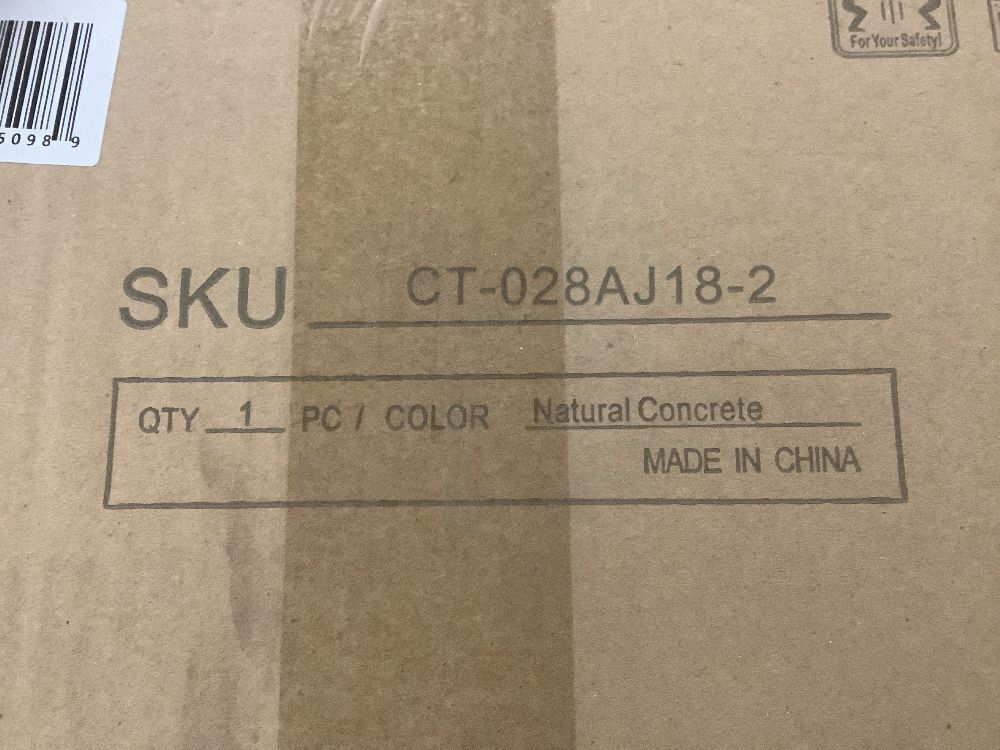 For Your Safety!
5098 9
SKU CT-028AJ18-2
QTY 1 PC / COLOR Natural Concrete
MADE IN CHINA